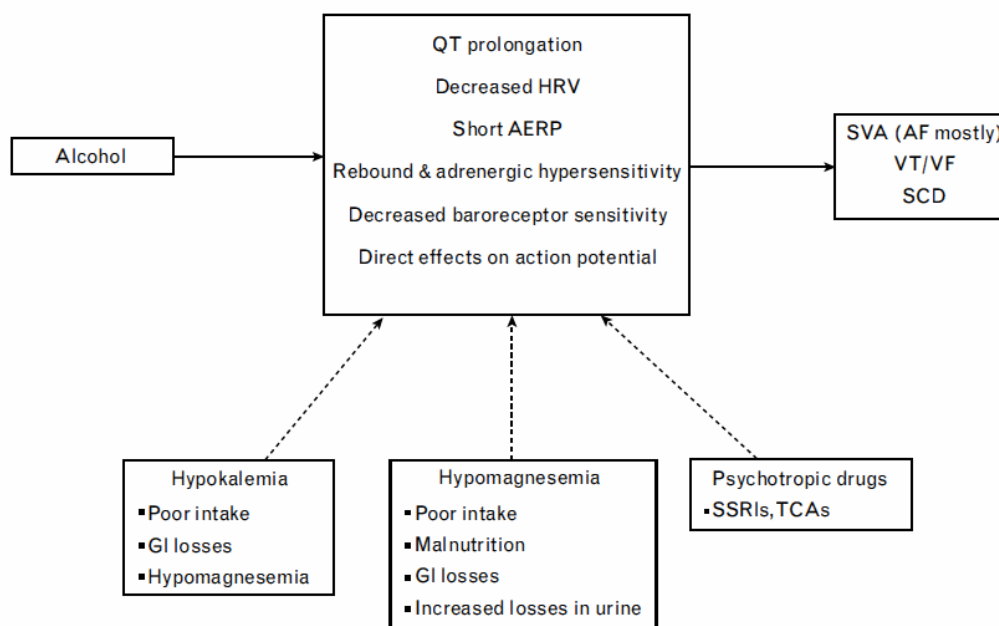 Alcohol
QT prolongation
Decreased HRV
Short AERP
Rebound & adrenergic hypersensitivity
Decreased baroreceptor sensitivity
Direct effects on action potential
SVA (AF mostly)
VT/VF
SCD
Hypokalemia
▪Poor intake
▪GI losses
▪Hypomagnesemia
Hypomagnesemia
▪Poor intake
▪Malnutrition
▪GI losses
▪Increased losses in urine
Psychotropic drugs
▪SSRIs,TCAs